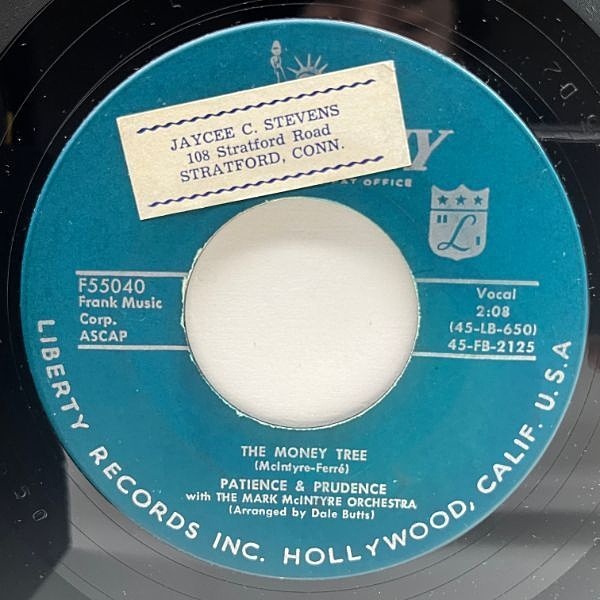 JAYCEE C. STEVENS
108 Stratford Road
STRATFORD, CONN.
Y
AT OFFICE
"L"
F55040
Frank Music
Corp.
ASCAP
Vocal
2:08
(45-LB-650)
45-FB-2125
THE MONEY TREE
(McIntyre-Ferré)
PATIENCE & PRUDENCE
with THE MARK McINTYRE ORCHESTRA
(Arranged by Dale Butts)
LIBERTY RECORDS INC. HOLLYWOOD, CALIF. U.S.A